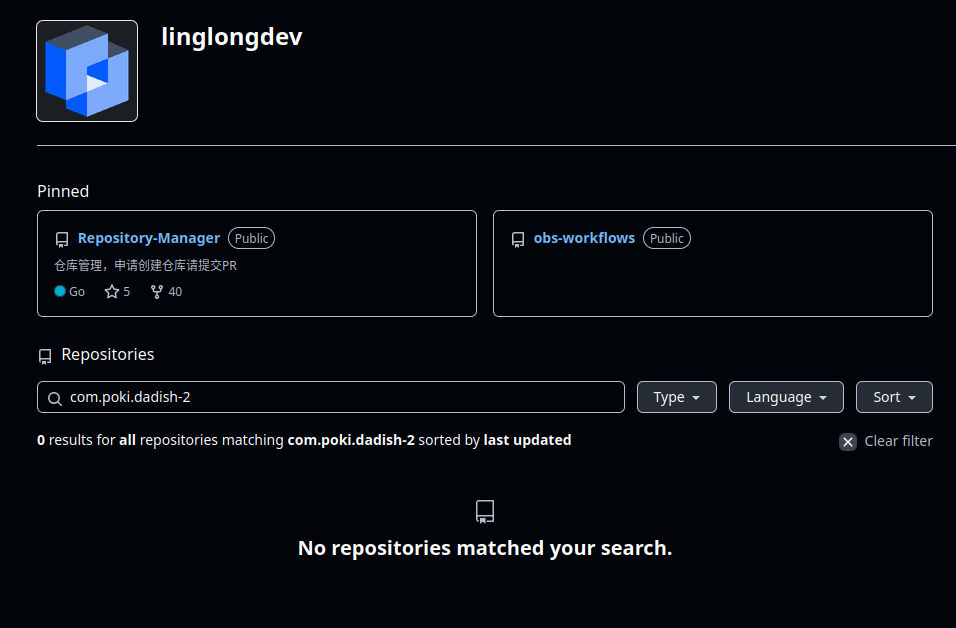 linglongdev
Pinned
Repository-Manager Public
仓库管理，申请创建仓库请提交PR
Go 5 40
obs-workflows Public
Repositories
com.poki.dadish-2 Type Language Sort
0 results for all repositories matching com.poki.dadish-2 sorted by last updated Clear filter
No repositories matched your search.